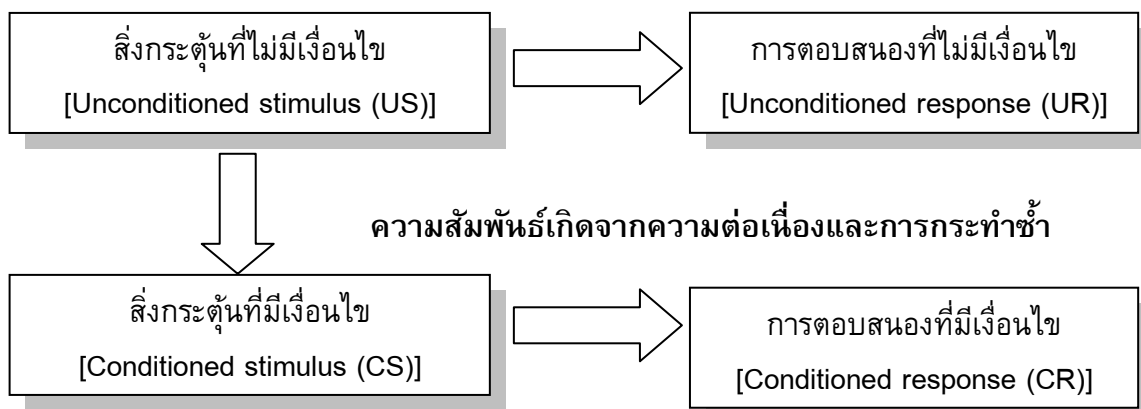 สิ่งกระตุ้นที่ไม่มีเงื่อนไข
[Unconditioned stimulus (US)]
การตอบสนองที่ไม่มีเงื่อนไข
[Unconditioned response (UR)]
ความสัมพันธ์เกิดจากความต่อเนื่องและการกระทำซ้ำ
สิ่งกระตุ้นที่มีเงื่อนไข
[Conditioned stimulus (CS)]
การตอบสนองที่มีเงื่อนไข
[Conditioned response (CR)]